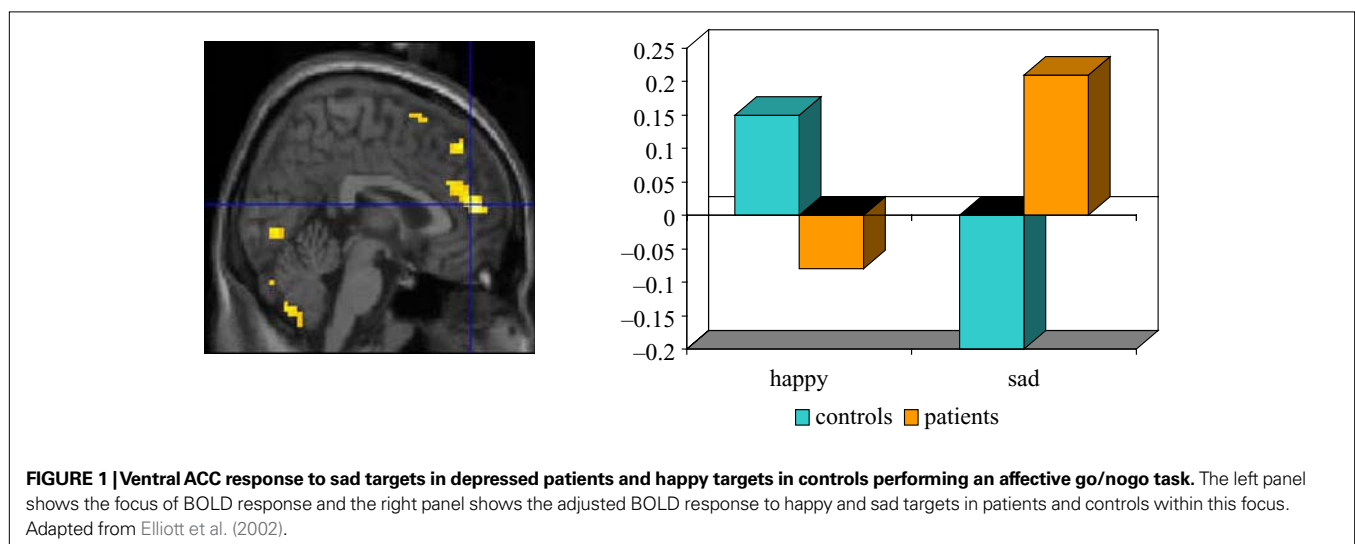 0.25
0.2
0.15
0.1
0.05
0
–0.05
–0.1
–0.15
–0.2
happy sad
controls patients
FIGURE 1 | Ventral ACC response to sad targets in depressed patients and happy targets in controls performing an affective go/nogo task. The left panel
shows the focus of BOLD response and the right panel shows the adjusted BOLD response to happy and sad targets in patients and controls within this focus.
Adapted from Elliott et al. (2002).